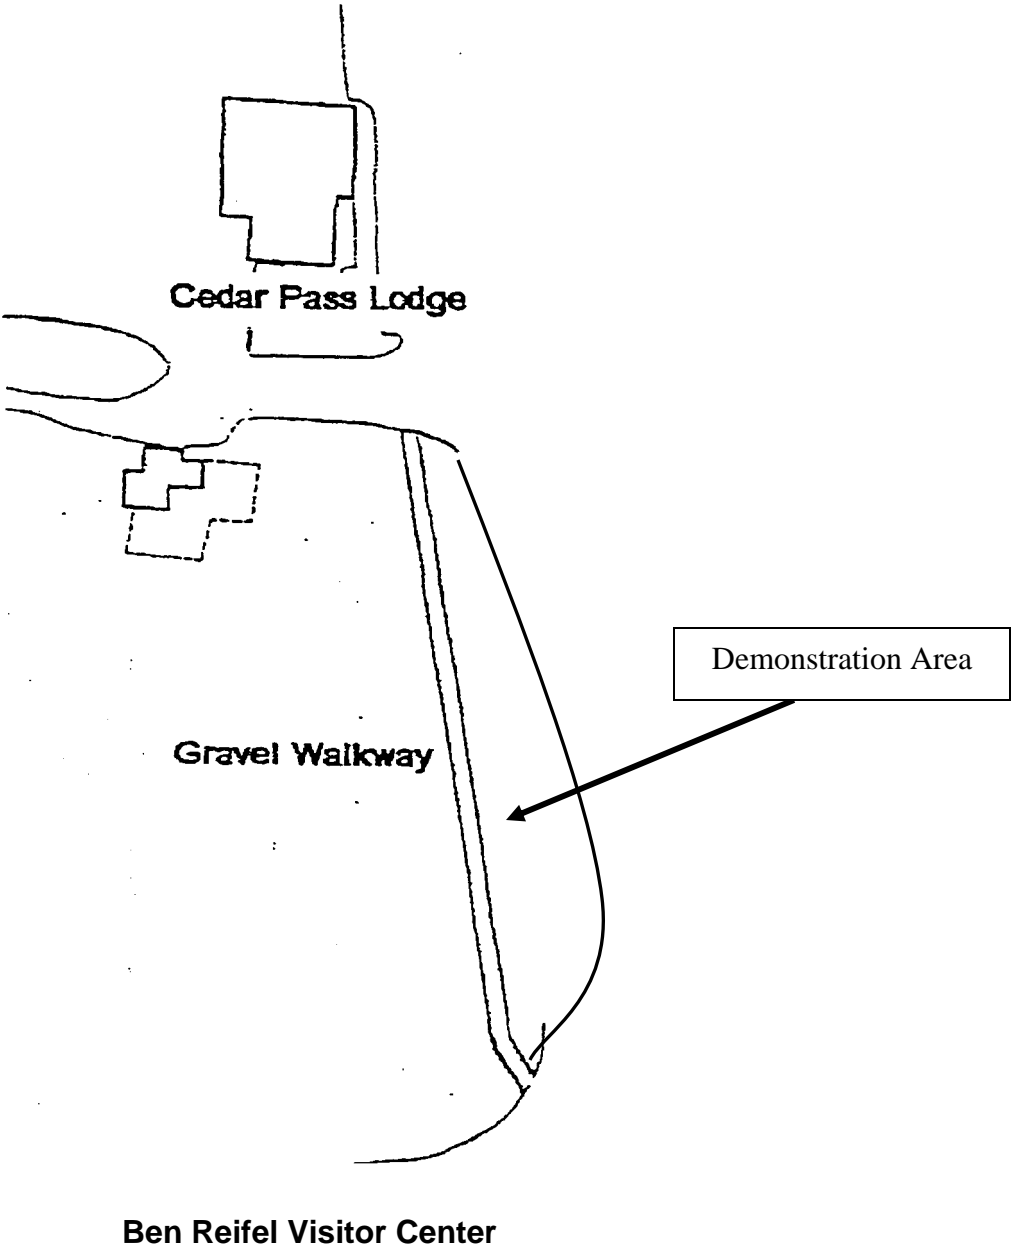 Cedar Pass Lodge
Demonstration Area
Gravel Walkway
Ben Reifel Visitor Center